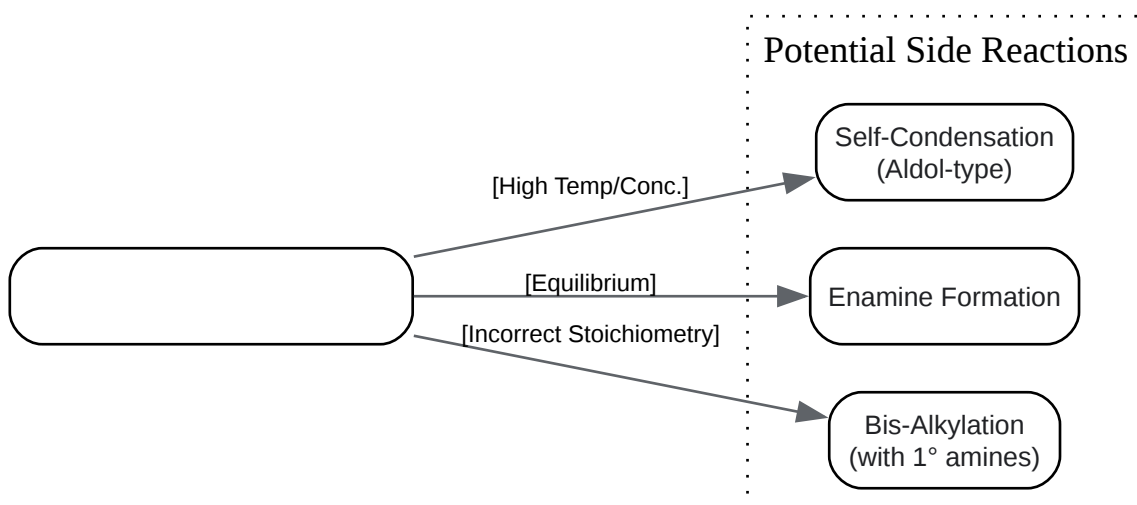 Potential Side Reactions
Self-Condensation
(Aldol-type)
[High Temp/Conc.]
[Equilibrium]
Enamine Formation
[Incorrect Stoichiometry]
Bis-Alkylation
(with 1° amines)